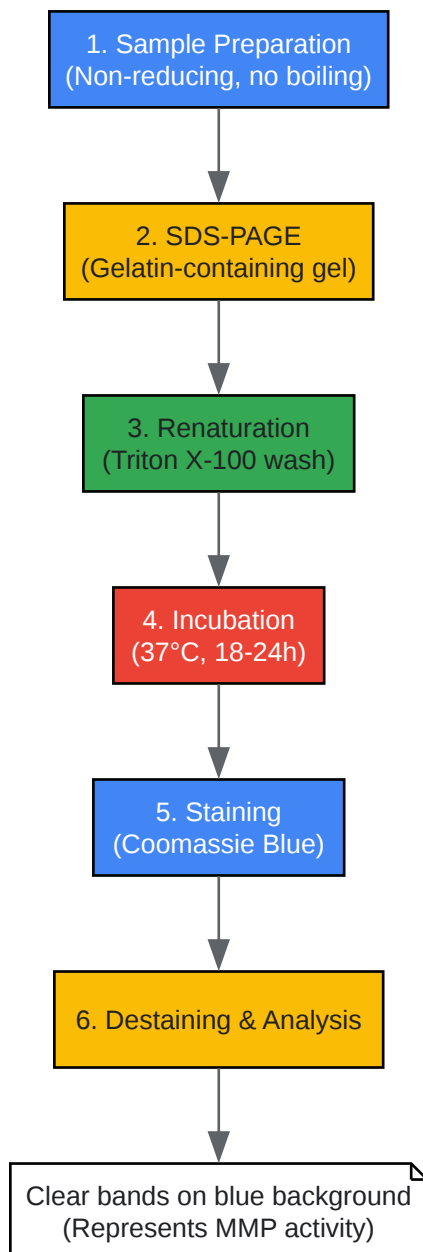 1. Sample Preparation
(Non-reducing, no boiling)
2. SDS-PAGE
(Gelatin-containing gel)
3. Renaturation
(Triton X-100 wash)
4. Incubation
(37°C, 18-24h)
5. Staining
(Coomassie Blue)
6. Destaining & Analysis
Clear bands on blue background
(Represents MMP activity)